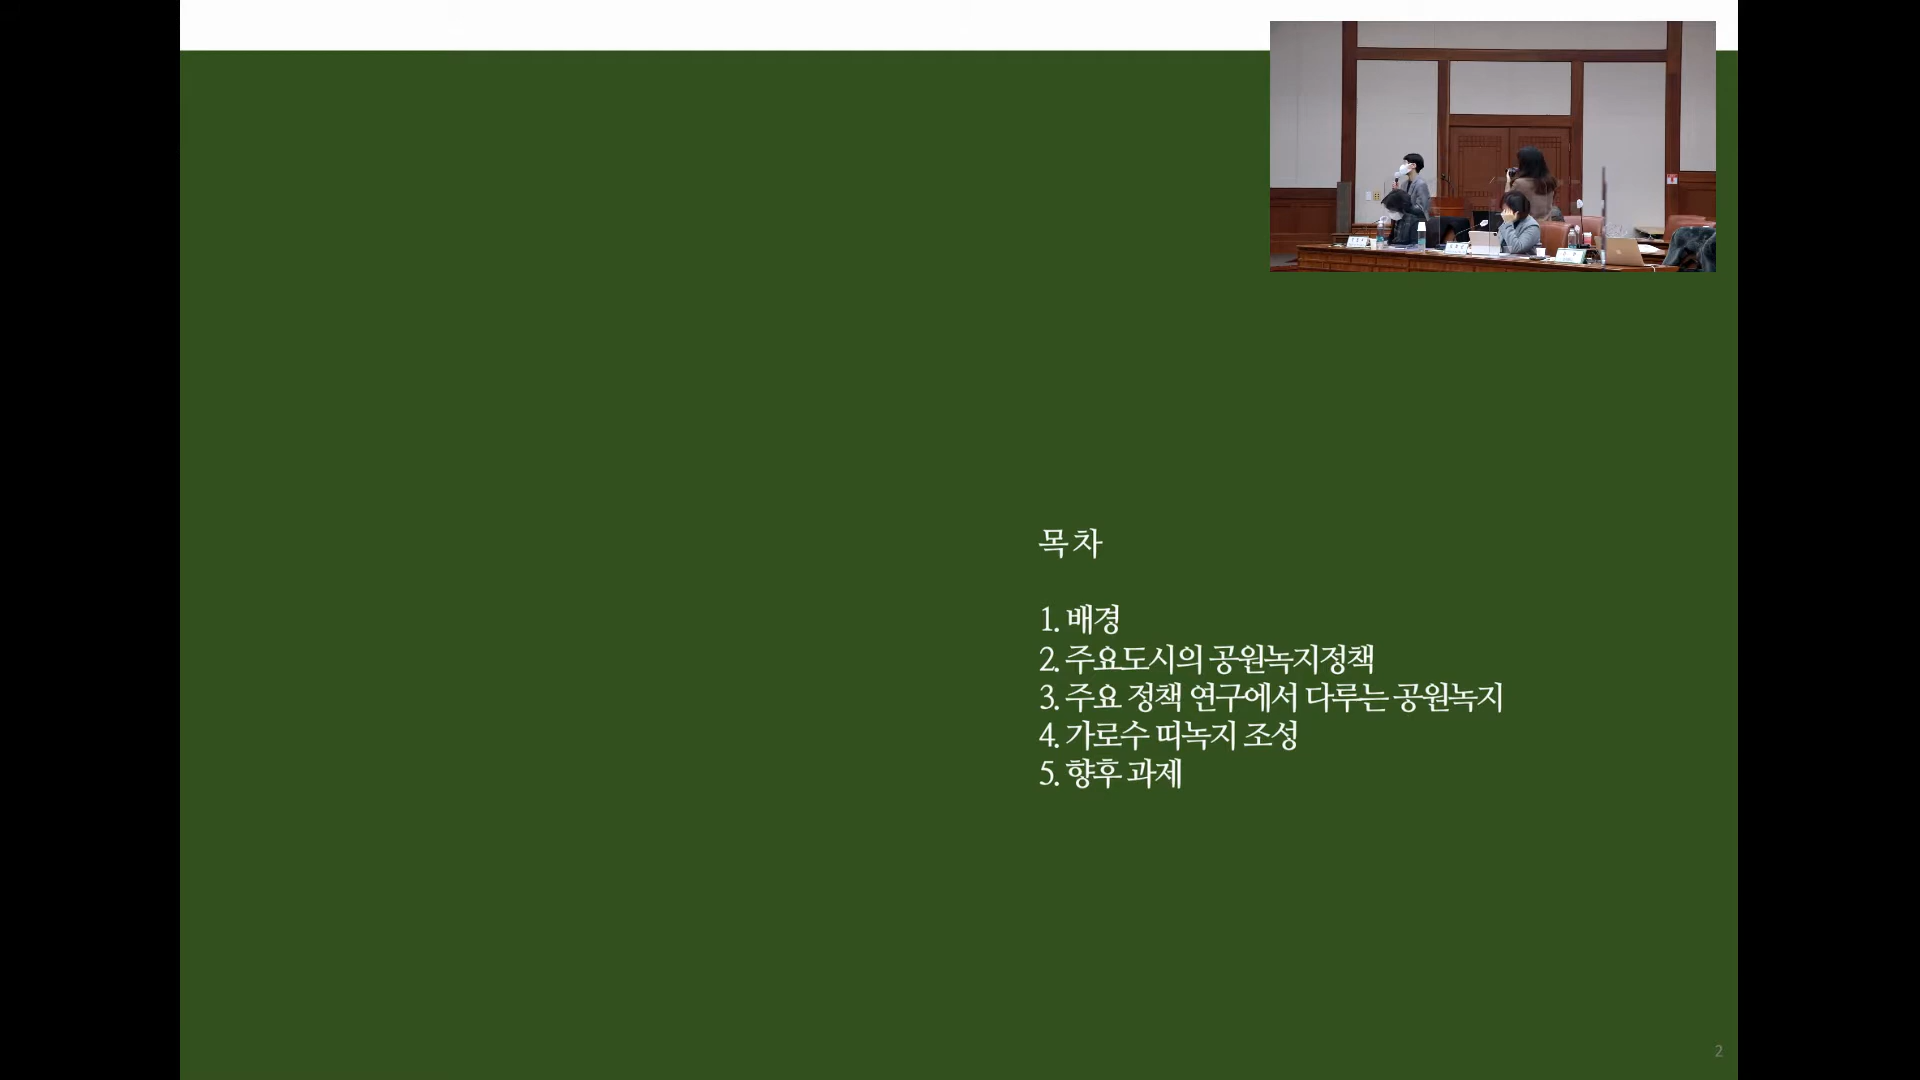 목차
1. 배경
2. 주요도시의 공원녹지정책
3. 주요 정책 연구에서 다루는 공원녹지
4. 가로수 띠녹지 조성
5. 향후 과제
2